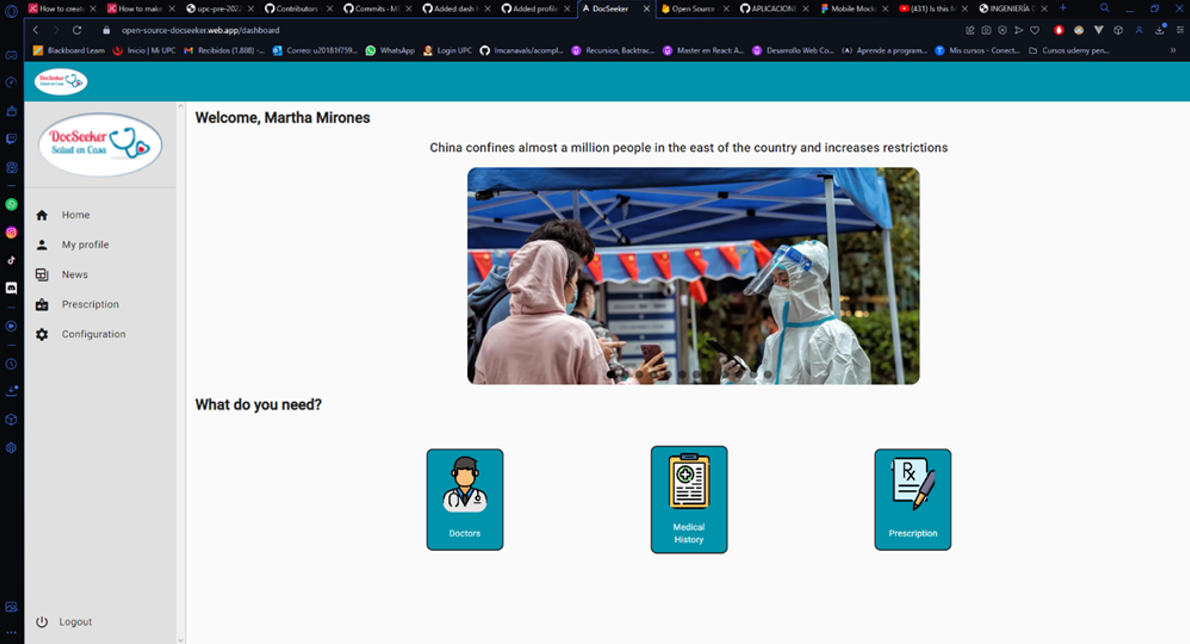 How to create
How to make
upc-pre-202
Contributors
Commits - M
Added dash
Added profile
DocSeeker
Open Source
APLICACIONE
Mobile Mock
(431) Is this
INGENIERÍA
open-source-docseeker.web.app/dashboard
Blackboard Learn
Inicio | Mi UPC
Recibidos (1.888) -...
Correo: u20181f759...
WhatsApp
Login UPC
lmcanavals/acompl...
Recursion, Backtrac...
Master en React: A...
Desarrollo Web Co...
Aprende a program...
Mis cursos - Conect...
Cursos udemy pen...
DocSeeker
Salud en Casa
DocSeeker
Salud en Casa
Home
My profile
News
Prescription
Configuration
Logout
Welcome, Martha Mirones
China confines almost a million people in the east of the country and increases restrictions
What do you need?
Doctors
Medical
History
Rx
Prescription